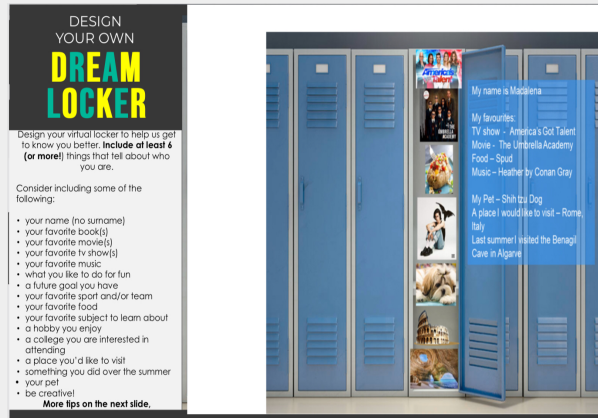 DESIGN
YOUR OWN
DREAM
LOCKER
Design your virtual locker to help us get
to know you better. Include at least 6
(or more!) things that tell about who
you are.
Consider including some of the
following:
• your name (no surname)
• your favorite book(s)
• your favorite movie(s)
• your favorite tv show(s)
• your favorite music
• what you like to do for fun
• a future goal you have
• your favorite sport and/or team
• your favorite food
• your favorite subject to learn about
• a hobby you enjoy
• a college you are interested in
attending
• a place you'd like to visit
• something you did over the summer
• your pet
• be creative!
More tips on the next slide,
America's
Talent
UMBRELLA
ACADEMY
My name is Madalena
My favourites:
TV show - America's Got Talent
Movie - The Umbrella Academy
Food – Spud
Music – Heather by Conan Gray
My Pet – Shih tzu Dog
A place I would like to visit – Rome,
Italy
Last summer I visited the Benagil
Cave in Algarve